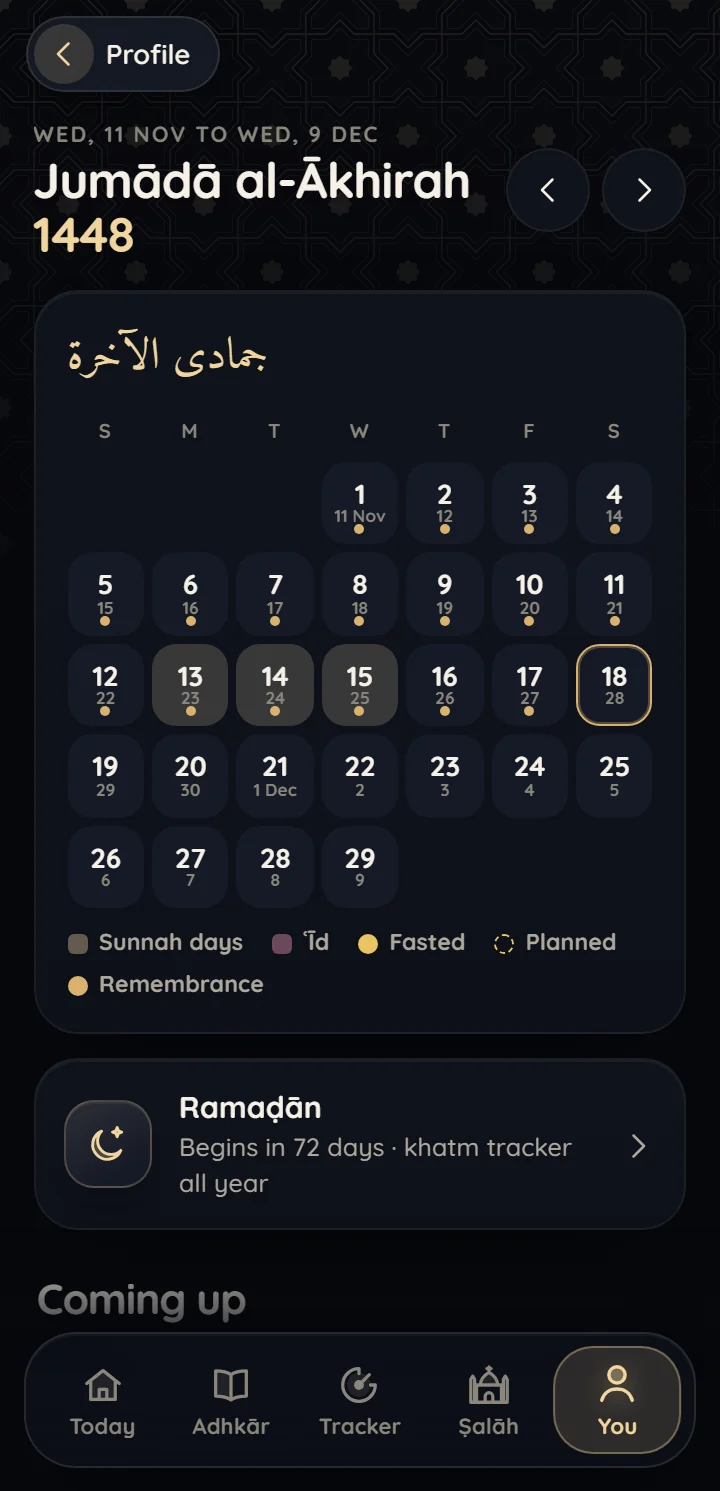 Profile
WED, 11 NOV TO WED, 9 DEC
Jumādā al-Ākhirah
1448
جمادى الآخرة
S M T W T F S
1 2 3 4
11 Nov 12 13 14
5 6 7 8 9 10 11
15 16 17 18 19 20 21
12 13 14 15 16 17 18
22 23 24 25 26 27 28
19 20 21 22 23 24 25
29 30 1 Dec 2 3 4 5
26 27 28 29
6 7 8 9
Sunnah days ʿĪd Fasted Planned
Remembrance
Ramaḍān
Begins in 72 days · khatm tracker
all year
Coming up
Today Adhkār Tracker Ṣalāh You